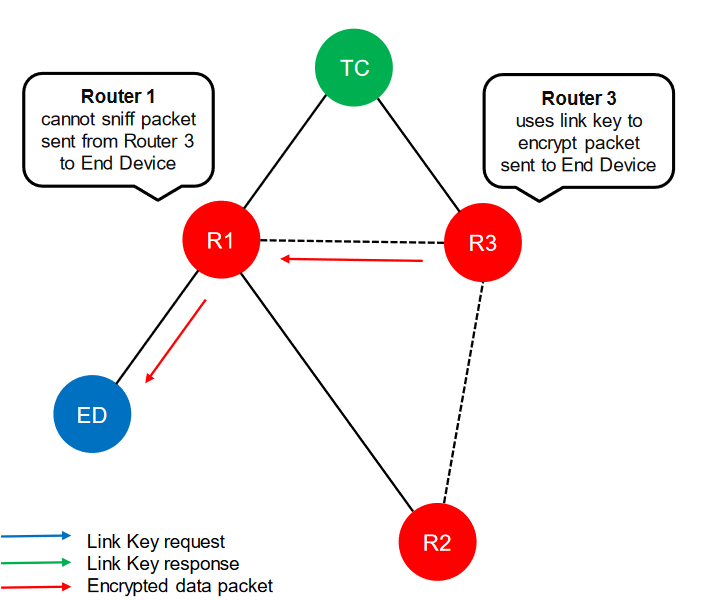 TC
Router 1
cannot sniff packet
sent from Router 3
to End Device
Router 3
uses link key to
encrypt packet
sent to End Device
R1
R3
ED
R2
Link Key request
Link Key response
Encrypted data packet